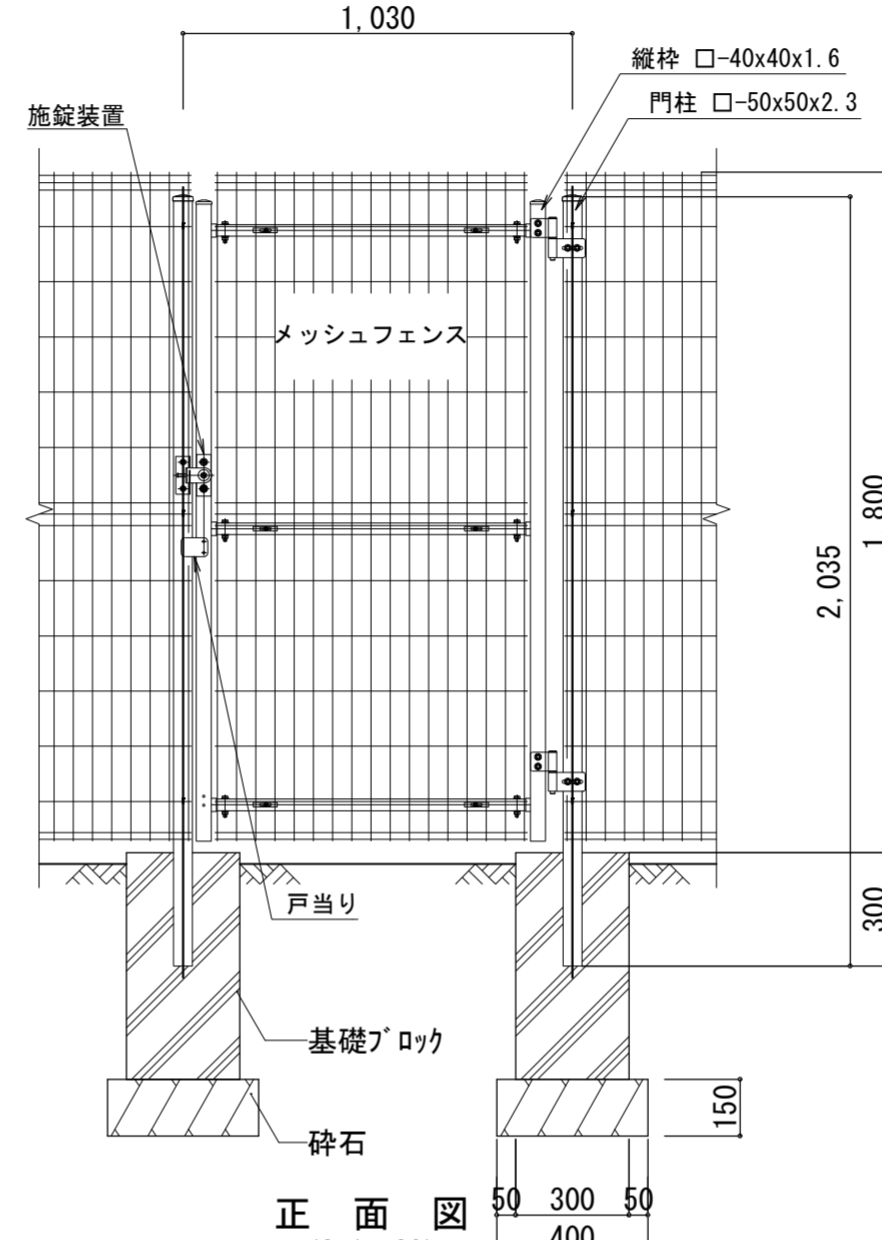 1,030
縦枠 □-40x40x1.6
門柱 □-50x50x2.3
施錠装置
メッシュフェンス
1,800
2,035
戸当り
300
基礎ブロック
150
砕石
正面図
50 300 50
400